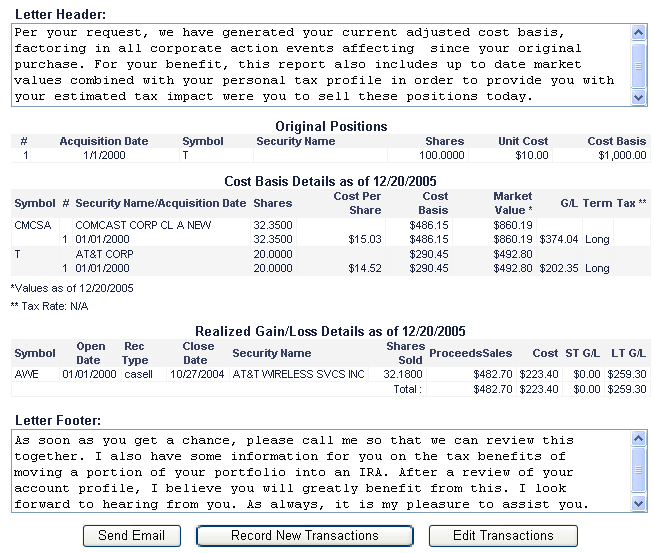 Letter Header:
Per your request, we have generated your current adjusted cost basis,
factoring in all corporate action events affecting  since your original
purchase. For your benefit, this report also includes up to date market
values combined with your personal tax profile in order to provide you with
your estimated tax impact were you to sell these positions today.
Original Positions
# Acquisition Date Symbol Security Name Shares Unit Cost Cost Basis
1 1/1/2000 T 100.0000 $10.00 $1,000.00
Cost Basis Details as of 12/20/2005
Symbol # Security Name/Acquisition Date Shares Cost Per Share Cost Basis Market Value * G/L Term Tax **
CMCSA COMCAST CORP CL A NEW 32.3500 $486.15 $860.19
1 01/01/2000 32.3500 $15.03 $486.15 $860.19 $374.04 Long
T AT&T CORP 20.0000 $290.45 $492.80
1 01/01/2000 20.0000 $14.52 $290.45 $492.80 $202.35 Long
*Values as of 12/20/2005
** Tax Rate: N/A
Realized Gain/Loss Details as of 12/20/2005
Symbol Open Date Rec Type Close Date Security Name Shares Sold ProceedsSales Cost ST G/L LT G/L
AWE 01/01/2000 casell 10/27/2004 AT&T WIRELESS SVCS INC 32.1800 $482.70 $223.40 $0.00 $259.30
Total : $482.70 $223.40 $0.00 $259.30
Letter Footer:
As soon as you get a chance, please call me so that we can review this
together. I also have some information for you on the tax benefits of
moving a portion of your portfolio into an IRA. After a review of your
account profile, I believe you will greatly benefit from this. I look
forward to hearing from you. As always, it is my pleasure to assist you.
Send Email Record New Transactions Edit Transactions